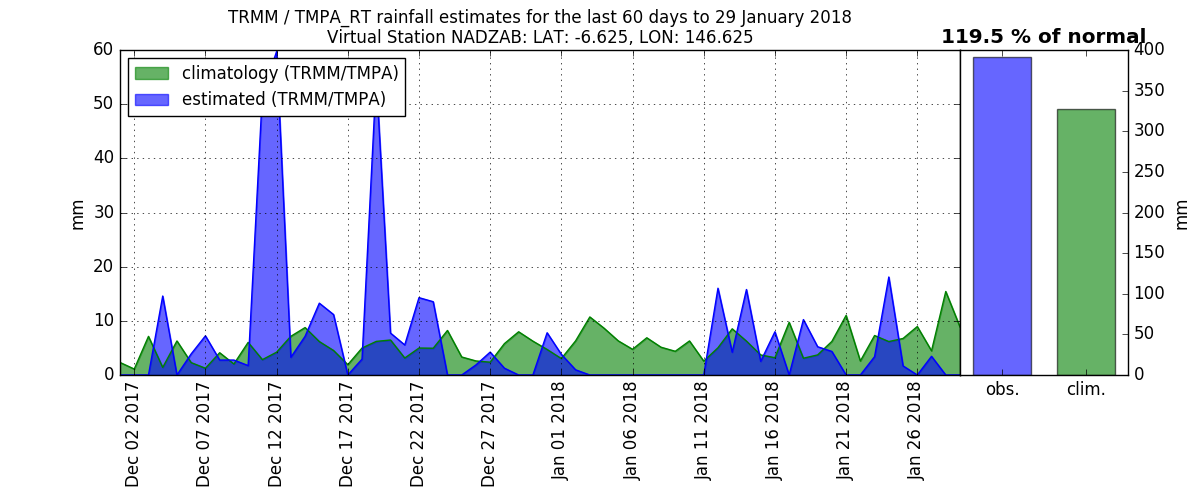 TRMM / TMPA_RT rainfall estimates for the last 60 days to 29 January 2018
Virtual Station NADZAB: LAT: -6.625, LON: 146.625
119.5 % of normal
climatology (TRMM/TMPA)
estimated (TRMM/TMPA)
60
50
40
30
20
10
0
mm
Dec 02 2017
Dec 07 2017
Dec 12 2017
Dec 17 2017
Dec 22 2017
Dec 27 2017
Jan 01 2018
Jan 06 2018
Jan 11 2018
Jan 16 2018
Jan 21 2018
Jan 26 2018
obs.
clim.
400
350
300
250
200
150
100
50
0
mm